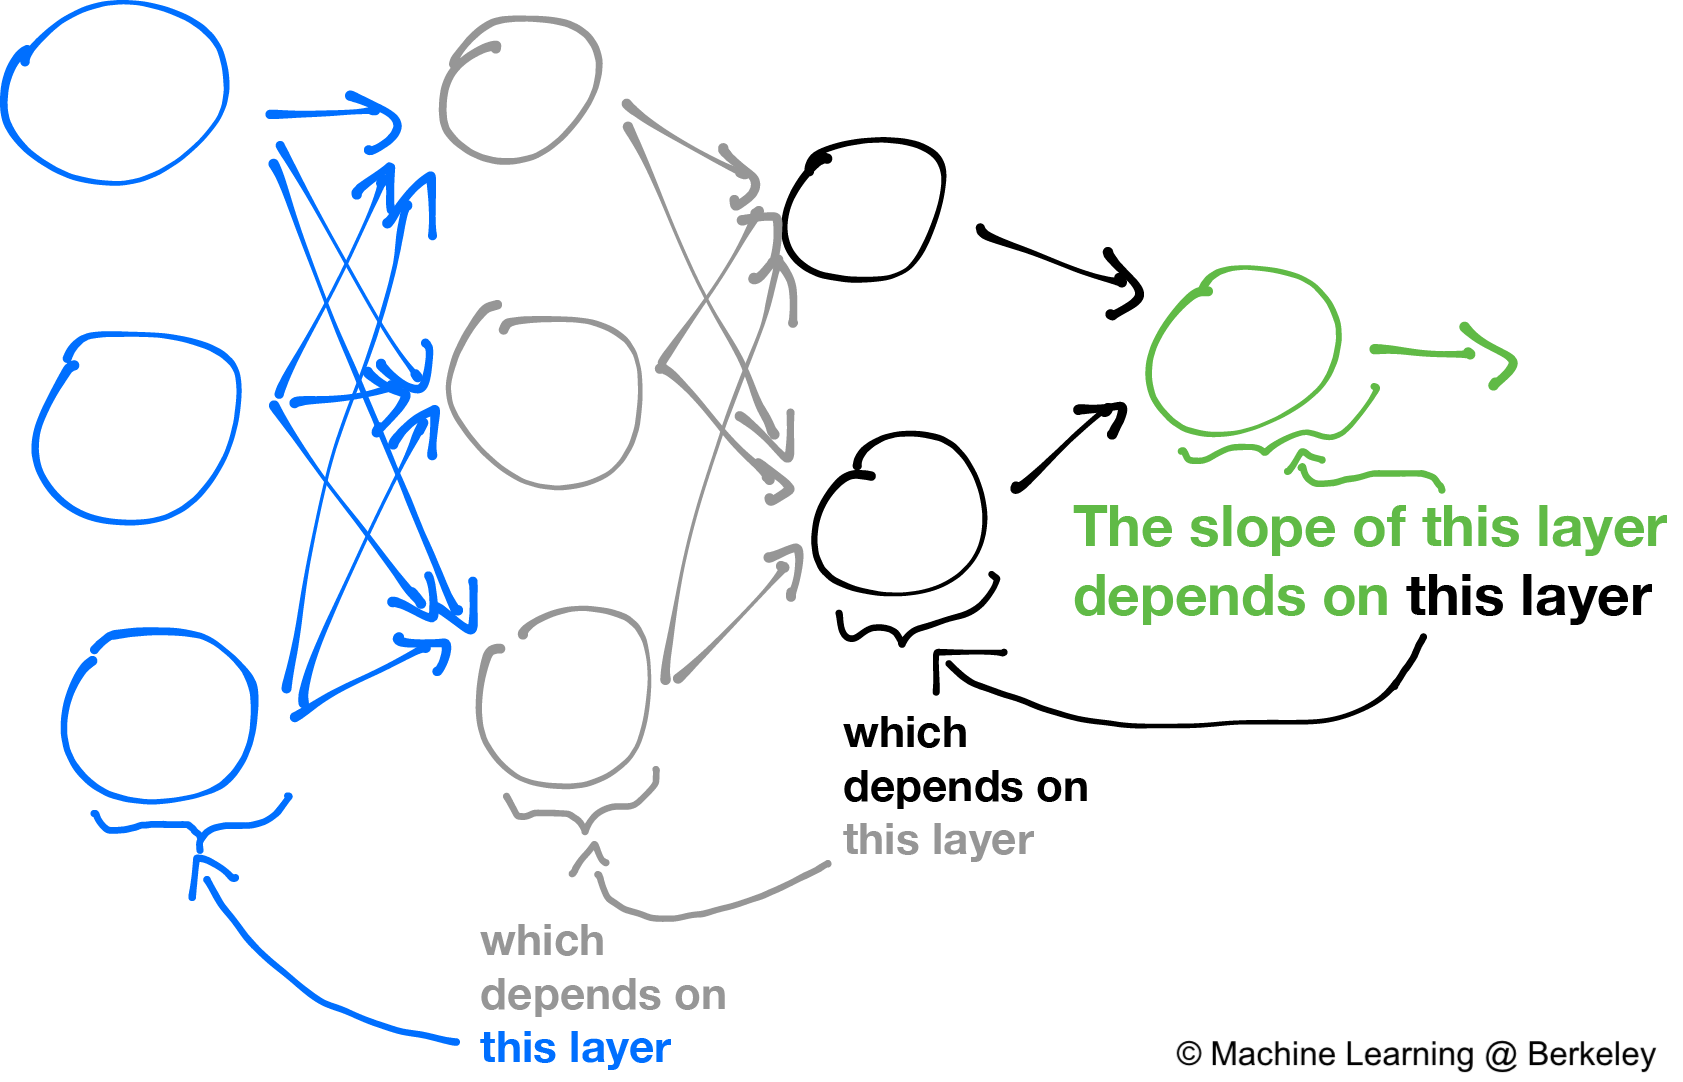 The slope of this layer
depends on this layer
which
depends on
this layer
which
depends on
this layer
© Machine Learning @ Berkeley